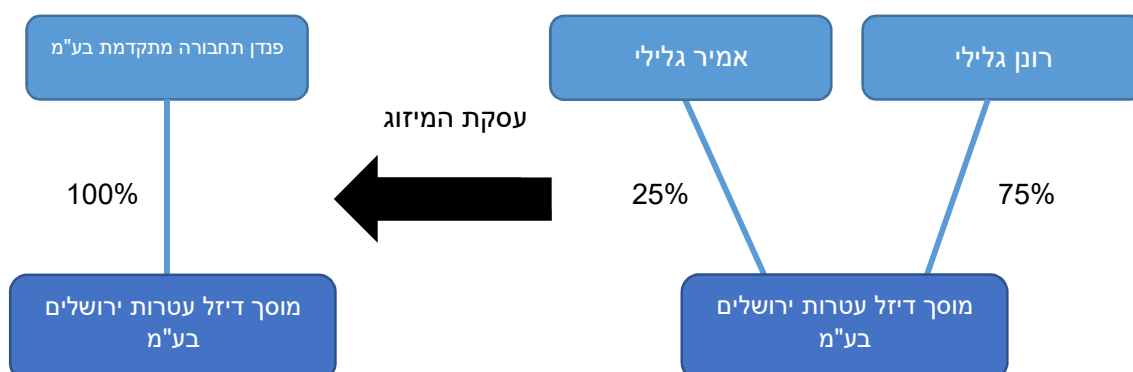 רונן גלילי
אמיר גלילי
פנדן תחבורה מתקדמת בע"מ
עסקת המיזוג
75%
25%
100%
מוסך דיזל עטרות ירושלים
בע"מ
מוסך דיזל עטרות ירושלים
בע"מ